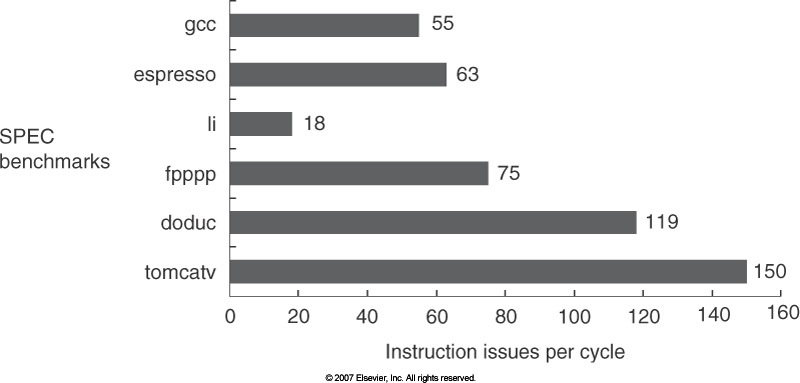 gcc 55
espresso 63
SPEC
benchmarks
li 18
fpppp 75
doduc 119
tomcatv 150
0 20 40 60 80 100 120 140 160
Instruction issues per cycle
© 2007 Elsevier, Inc. All rights reserved.